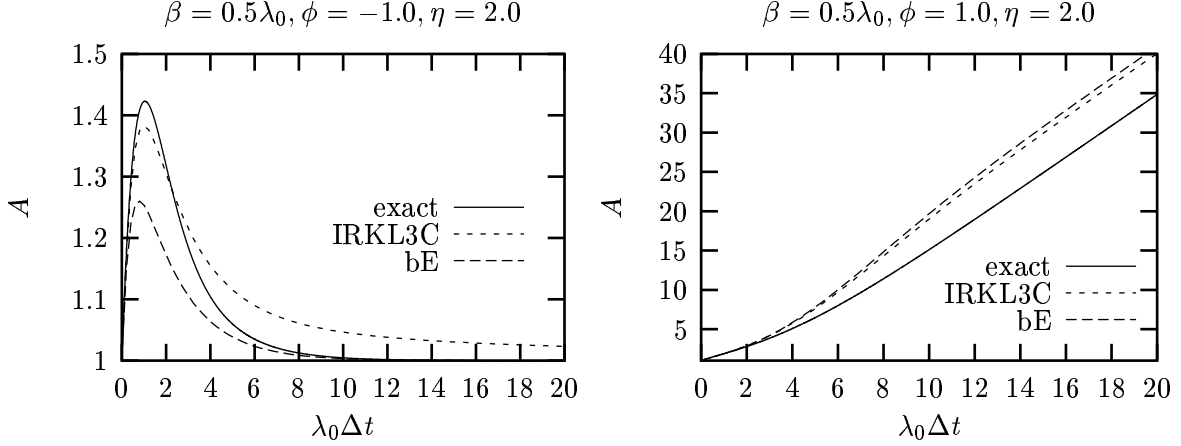 β = 0.5λ₀, φ = −1.0, η = 2.0
1.5
1.4
1.3
1.2
1.1
1
A
exact
IRKL3C
bE
0 2 4 6 8 10 12 14 16 18 20
λ₀Δt
β = 0.5λ₀, φ = 1.0, η = 2.0
40
35
30
25
20
15
10
5
A
exact
IRKL3C
bE
0 2 4 6 8 10 12 14 16 18 20
λ₀Δt